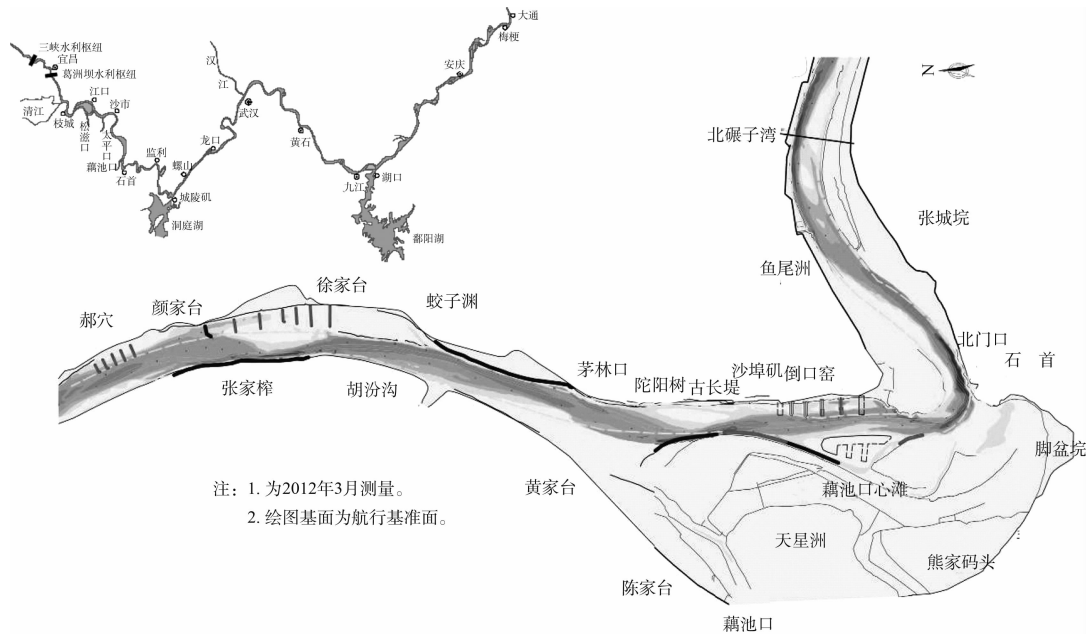 大通
梅埂
三峡水利枢纽
宜昌
葛洲坝水利枢纽
汉
江
安庆
江口
沙市
清江
枝城
松滋口
太平口
藕池口
石首
监利
武汉
龙口
螺山
城陵矶
洞庭湖
黄石
九江
湖口
鄱阳湖
N
北碾子湾
张城垸
鱼尾洲
北门口
石 首
徐家台
颜家台
郝穴
蛟子渊
茅林口
陀阳树
古长堤
沙埠矶
倒口窑
张家榨
胡汾沟
脚盆垸
黄家台
藕池口心滩
天星洲
熊家码头
陈家台
藕池口
注：1. 为2012年3月测量。
2. 绘图基面为航行基准面。